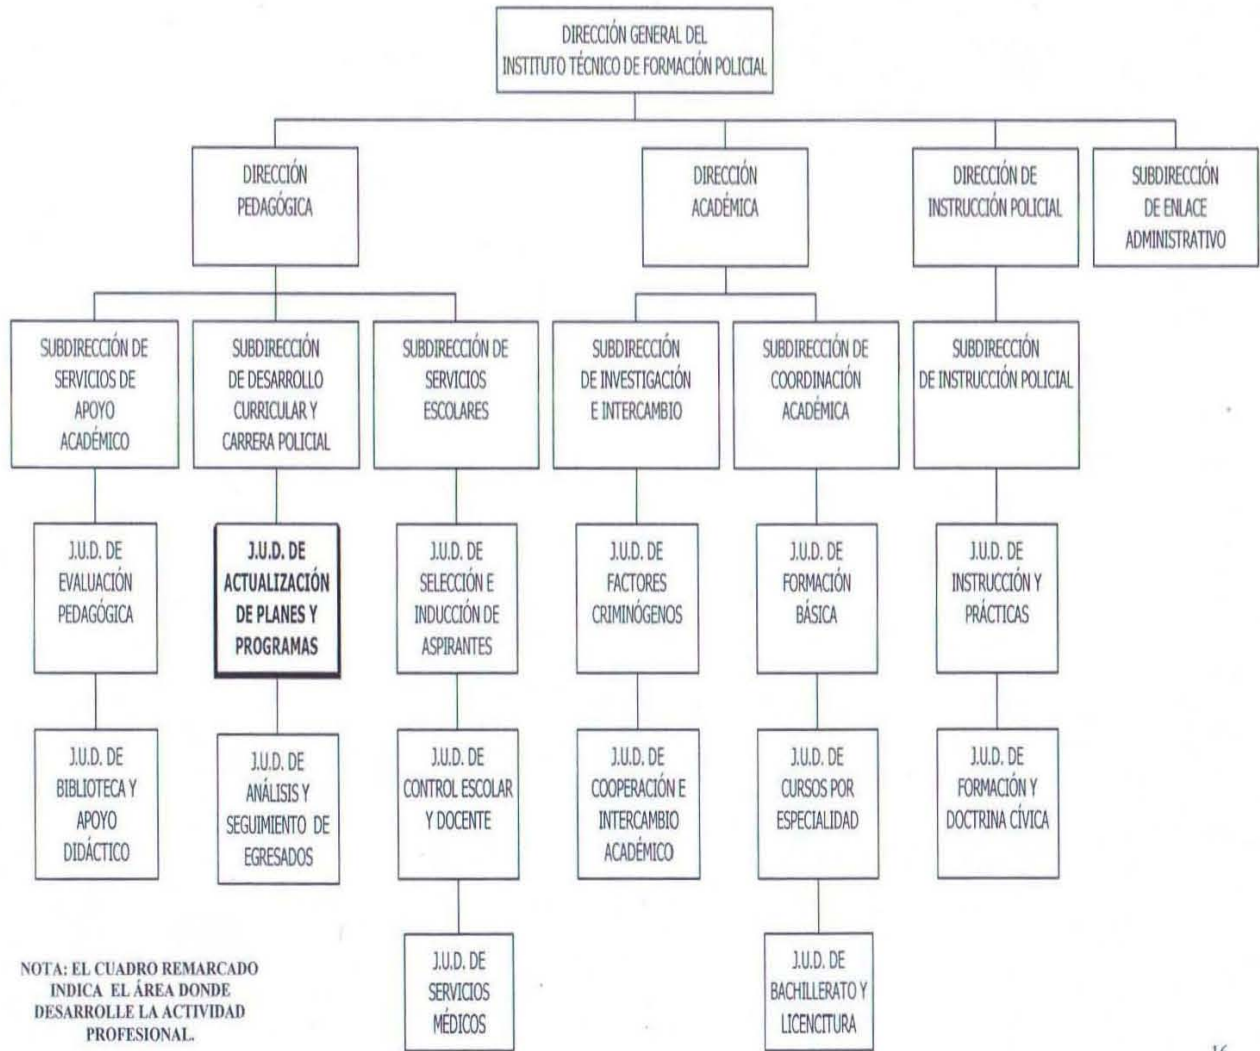 DIRECCIÓN GENERAL DEL
INSTITUTO TÉCNICO DE FORMACIÓN POLICIAL
DIRECCIÓN
PEDAGÓGICA
DIRECCIÓN
ACADÉMICA
DIRECCIÓN DE
INSTRUCCIÓN POLICIAL
SUBDIRECCIÓN
DE ENLACE
ADMINISTRATIVO
SUBDIRECCIÓN DE
SERVICIOS DE
APOYO
ACADÉMICO
SUBDIRECCIÓN
DE DESARROLLO
CURRICULAR Y
CARRERA POLICIAL
SUBDIRECCIÓN DE
SERVICIOS
ESCOLARES
SUBDIRECCIÓN
DE INVESTIGACIÓN
E INTERCAMBIO
SUBDIRECCIÓN DE
COORDINACIÓN
ACADÉMICA
SUBDIRECCIÓN
DE INSTRUCCIÓN POLICIAL
J.U.D. DE
EVALUACIÓN
PEDAGÓGICA
J.U.D. DE
ACTUALIZACIÓN
DE PLANES Y
PROGRAMAS
J.U.D. DE
SELECCIÓN E
INDUCCIÓN DE
ASPIRANTES
J.U.D. DE
FACTORES
CRIMINÓGENOS
J.U.D. DE
FORMACIÓN
BÁSICA
J.U.D. DE
INSTRUCCIÓN Y
PRÁCTICAS
J.U.D. DE
BIBLIOTECA Y
APOYO
DIDÁCTICO
J.U.D. DE
ANÁLISIS Y
SEGUIMIENTO DE
EGRESADOS
J.U.D. DE
CONTROL ESCOLAR
Y DOCENTE
J.U.D. DE
COOPERACIÓN E
INTERCAMBIO
ACADÉMICO
J.U.D. DE
CURSOS POR
ESPECIALIDAD
J.U.D. DE
FORMACIÓN Y
DOCTRINA CÍVICA
J.U.D. DE
SERVICIOS
MÉDICOS
J.U.D. DE
BACHILLERATO Y
LICENCITURA
NOTA: EL CUADRO REMARCADO
INDICA EL ÁREA DONDE
DESARROLLE LA ACTIVIDAD
PROFESIONAL.